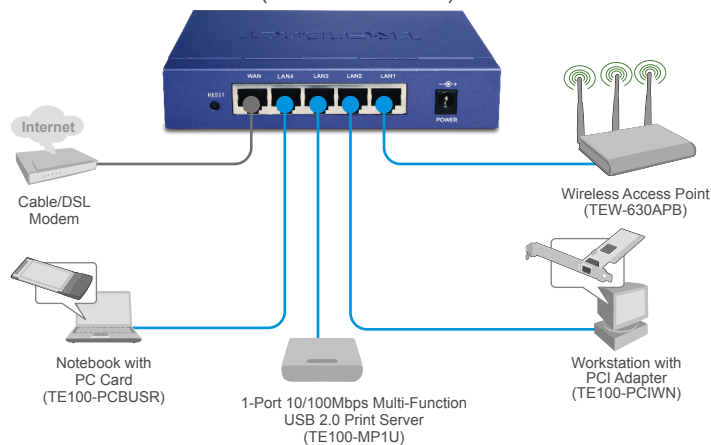 WAN LAN4 LAN3 LAN2 LAN1
RESET
POWER
Internet
Cable/DSL
Modem
Wireless Access Point
(TEW-630APB)
Notebook with
PC Card
(TE100-PCBUSR)
1-Port 10/100Mbps Multi-Function
USB 2.0 Print Server
(TE100-MP1U)
Workstation with
PCI Adapter
(TE100-PCIWN)